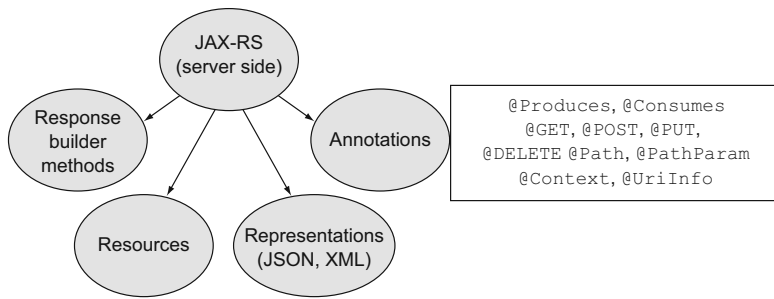 JAX-RS
(server side)
Response
builder
methods
Annotations
@Produces, @Consumes
@GET, @POST, @PUT,
@DELETE @Path, @PathParam
@Context, @UriInfo
Resources
Representations
(JSON, XML)